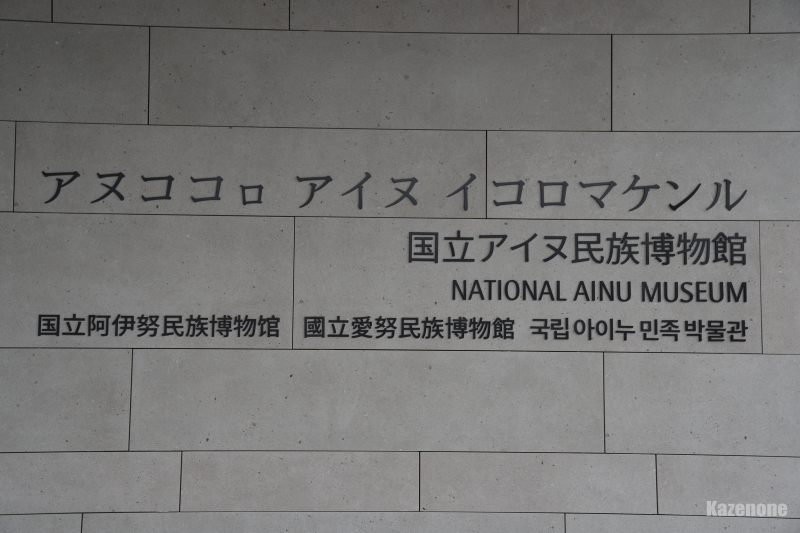 アヌココㇿ アイヌ イコロマケンル
国立アイヌ民族博物館
NATIONAL AINU MUSEUM
国立阿伊努民族博物馆 國立愛努民族博物館 국립아이누민족박물관
Kazenone